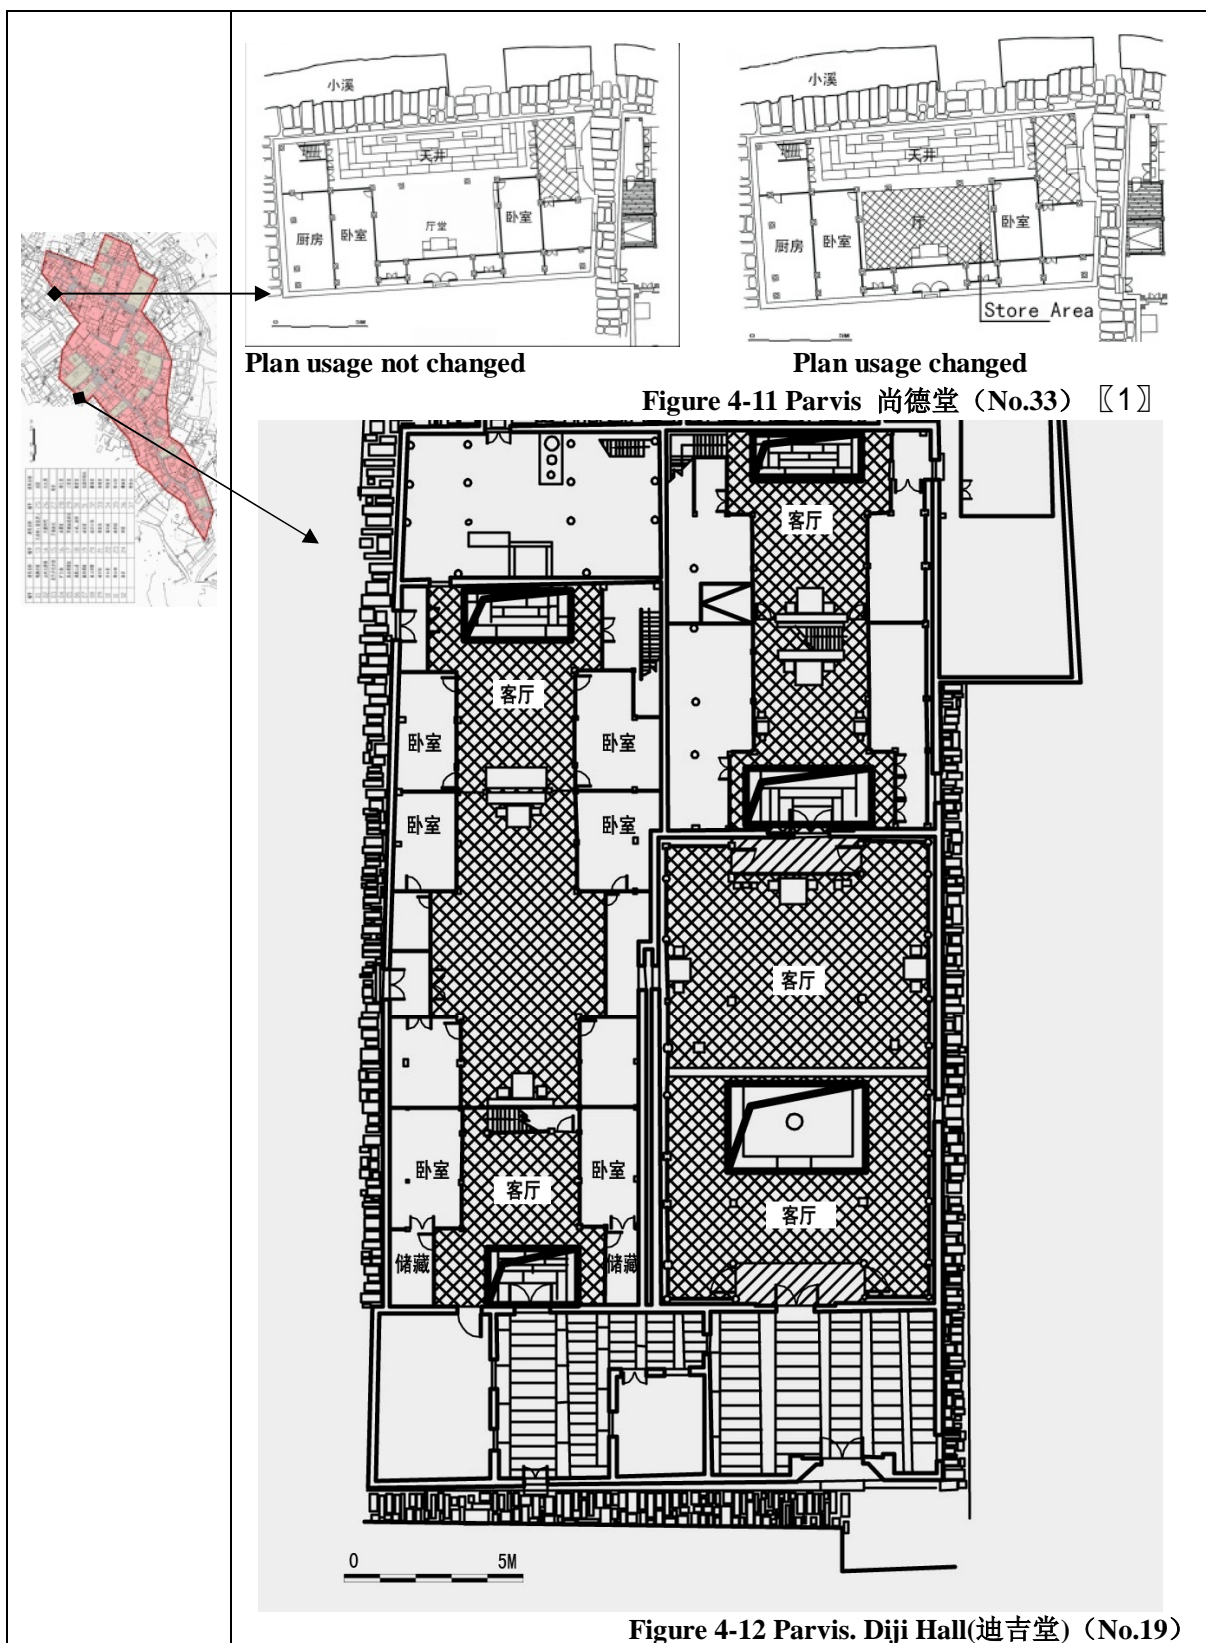 小溪
天井
厨房
卧室
厅堂
卧室
0 5M
小溪
天井
厨房
卧室
厅
卧室
Store Area
0 5M
Plan usage not changed
Plan usage changed
Figure 4-11 Parvis 尚德堂（No.33）〖1〗
客厅
客厅
卧室
卧室
卧室
卧室
客厅
卧室
客厅
卧室
客厅
储藏
储藏
0 5M
Figure 4-12 Parvis. Diji Hall(迪吉堂)（No.19）